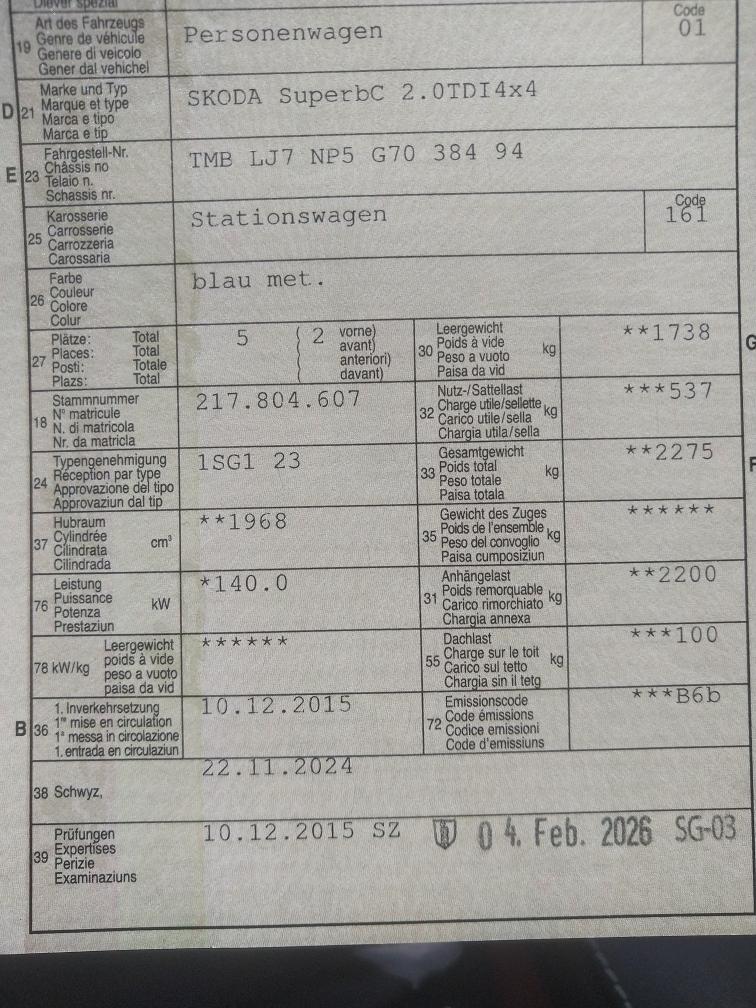 19 Art des Fahrzeugs
Genre de véhicule
Genere di veicolo
Gener dal vehichel
Personenwagen
Code
01
D 21 Marke und Typ
Marque et type
Marca e tipo
Marca e tip
SKODA SuperbC 2.0TDI4x4
E 23 Fahrgestell-Nr.
Châssis no
Telaio n.
Schassis nr.
TMB LJ7 NP5 G70 384 94
25 Karosserie
Carrosserie
Carrozzeria
Carossaria
Stationswagen
Code
161
26 Farbe
Couleur
Colore
Colur
blau met.
27 Plätze: Total
Places: Total
Posti: Totale
Plazs: Total
5 ( 2 vorne)
avant)
anteriori)
davant)
30 Leergewicht
Poids à vide
Peso a vuoto
Paisa da vid
kg
**1738
G
18 Stammnummer
N° matricule
N. di matricola
Nr. da matricla
217.804.607
32 Nutz-/Sattellast
Charge utile/sellette
Carico utile/sella
Chargia utila/sella
kg
***537
24 Typengenehmigung
Réception par type
Approvazione del tipo
Approvaziun dal tip
1SG1 23
33 Gesamtgewicht
Poids total
Peso totale
Paisa totala
kg
**2275
F
37 Hubraum
Cylindrée
Cilindrata
Cilindrada
cm³
**1968
35 Gewicht des Zuges
Poids de l'ensemble
Peso del convoglio
Paisa cumposiziun
kg
******
76 Leistung
Puissance
Potenza
Prestaziun
kW
*140.0
31 Anhängelast
Poids remorquable
Carico rimorchiato
Chargia annexa
kg
**2200
78 kW/kg Leergewicht
poids à vide
peso a vuoto
paisa da vid
******
55 Dachlast
Charge sur le toit
Carico sul tetto
Chargia sin il tetg
kg
***100
B 36 1. Inverkehrsetzung
1re mise en circulation
1a messa in circolazione
1. entrada en circulaziun
10.12.2015
72 Emissionscode
Code émissions
Codice emissioni
Code d'emissiuns
***B6b
38 Schwyz,
22.11.2024
39 Prüfungen
Expertises
Perizie
Examinaziuns
10.12.2015 SZ
04. Feb. 2026 SG-03